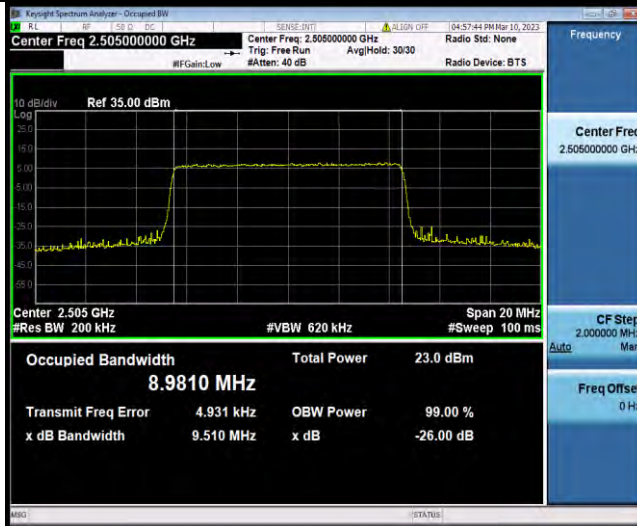 Keysight Spectrum Analyzer - Occupied BW
RL RF 50 Ω DC SENSE:INT ALIGN OFF 04:57:44 PM Mar 10, 2023
Center Freq 2.505000000 GHz
Center Freq: 2.505000000 GHz
Radio Std: None
Trig: Free Run Avg|Hold: 30/30
#IFGain:Low
#Atten: 40 dB
Radio Device: BTS
10 dB/div Ref 35.00 dBm
Log
25.0
15.0
5.00
-5.00
-15.0
-25.0
-35.0
-45.0
-55.0
Center 2.505 GHz Span 20 MHz
#Res BW 200 kHz #VBW 620 kHz #Sweep 100 ms
Occupied Bandwidth Total Power 23.0 dBm
8.9810 MHz
Transmit Freq Error 4.931 kHz OBW Power 99.00 %
x dB Bandwidth 9.510 MHz x dB -26.00 dB
MSG STATUS
Frequency
Center Freq
2.505000000 GHz
CF Step
2.000000 MHz
Auto Man
Freq Offset
0 Hz